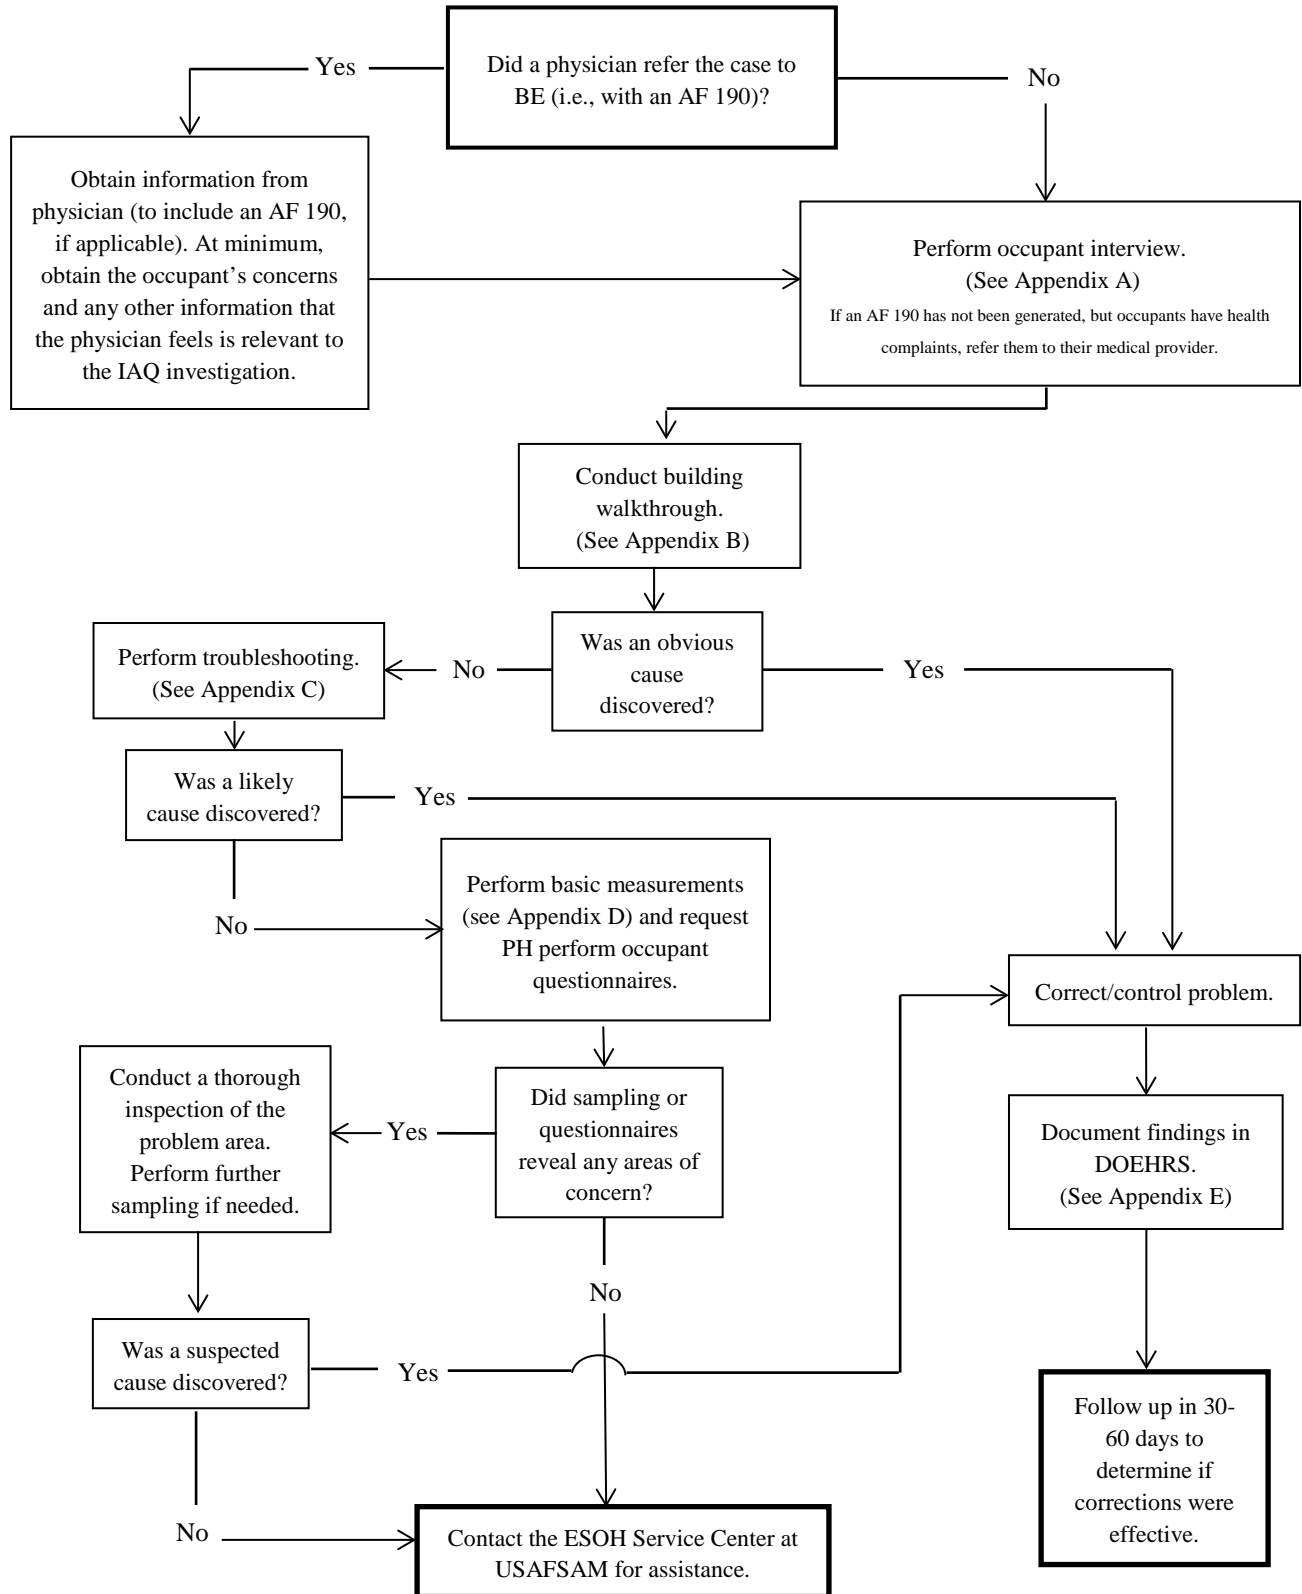 Did a physician refer the case to
BE (i.e., with an AF 190)?
Yes
No
Obtain information from
physician (to include an AF 190,
if applicable). At minimum,
obtain the occupant's concerns
and any other information that
the physician feels is relevant to
the IAQ investigation.
Perform occupant interview.
(See Appendix A)
If an AF 190 has not been generated, but occupants have health
complaints, refer them to their medical provider.
Conduct building
walkthrough.
(See Appendix B)
Was an obvious
cause
discovered?
No
Yes
Perform troubleshooting.
(See Appendix C)
Was a likely
cause discovered?
Yes
No
Perform basic measurements
(see Appendix D) and request
PH perform occupant
questionnaires.
Correct/control problem.
Did sampling or
questionnaires
reveal any areas of
concern?
Yes
No
Conduct a thorough
inspection of the
problem area.
Perform further
sampling if needed.
Document findings in
DOEHRS.
(See Appendix E)
Was a suspected
cause discovered?
Yes
No
Follow up in 30-
60 days to
determine if
corrections were
effective.
Contact the ESOH Service Center at
USAFSAM for assistance.